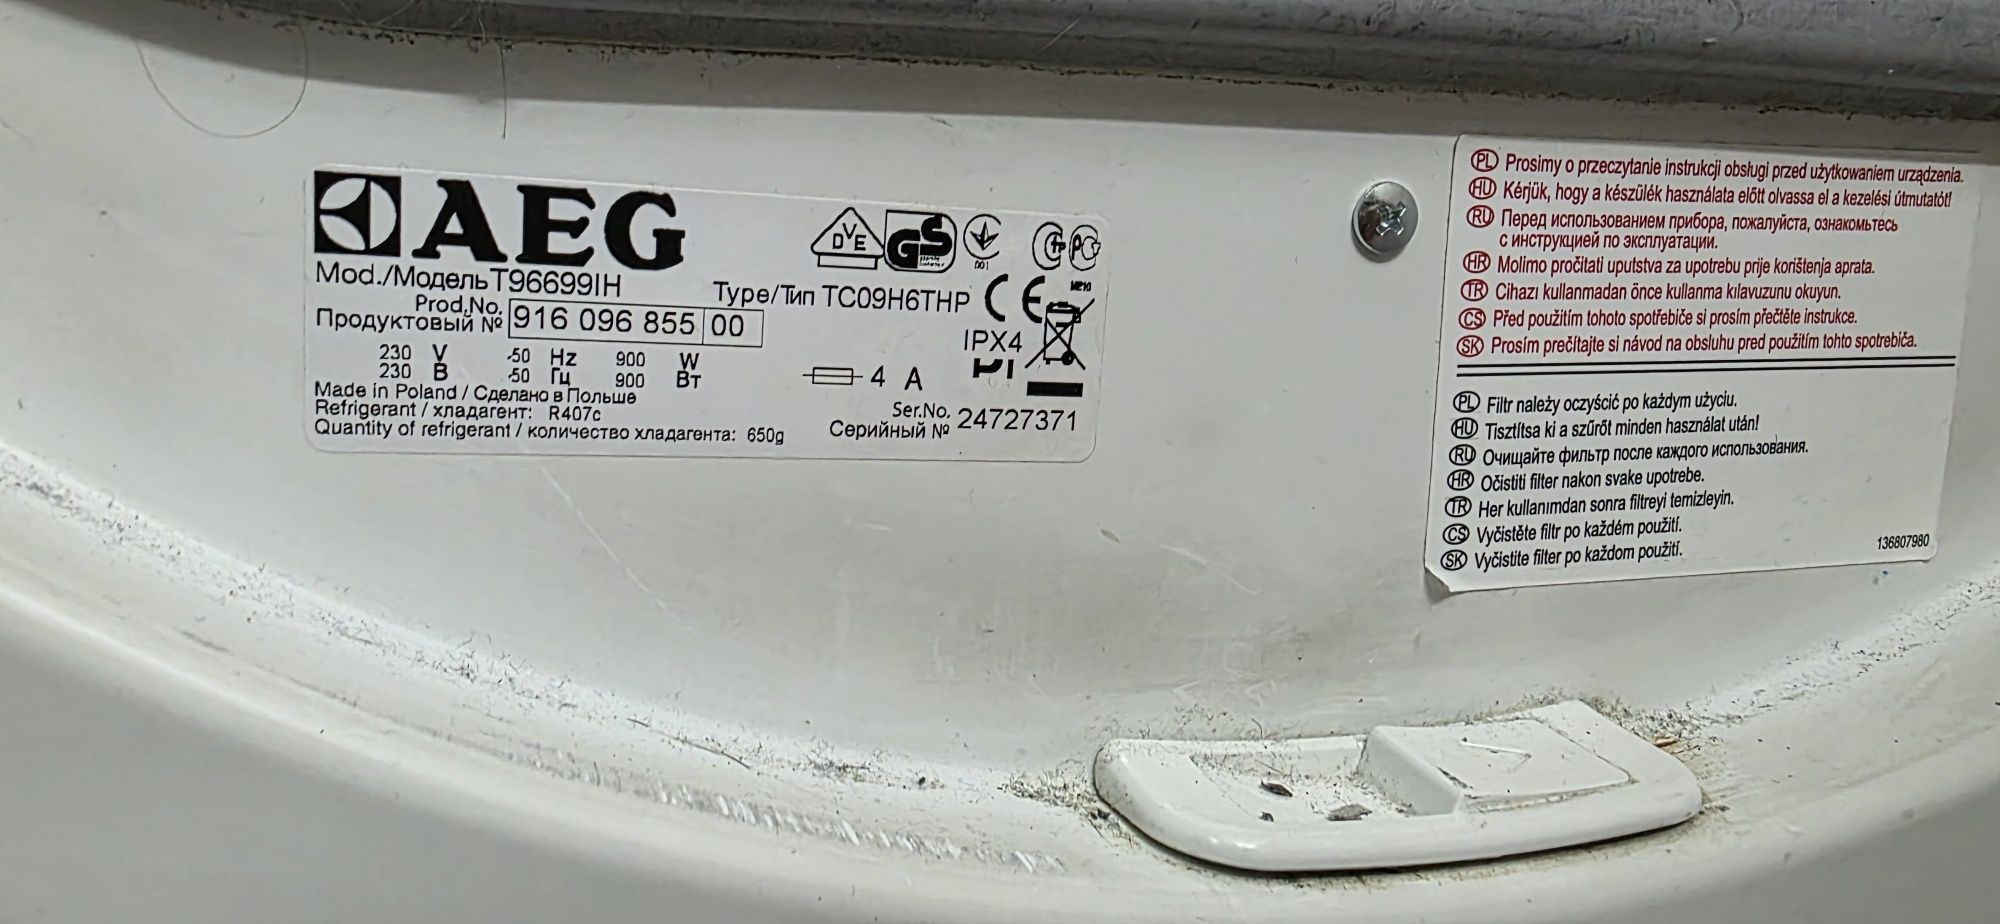 AEG
Mod./Модель T96699IH
Type/Тип TC09H6THP
Prod.No.
Продуктовый № 916 096 855 00
230 V ~50 Hz 900 W
230 В ~50 Гц 900 Вт
4 A
DVE
GS
001
CE
IPX4
Made in Poland / Сделано в Польше
Refrigerant / хладагент: R407c
Quantity of refrigerant / количество хладагента: 650g
Ser.No.
Серийный № 24727371
PL Prosimy o przeczytanie instrukcji obsługi przed użytkowaniem urządzenia.
HU Kérjük, hogy a készülék használata előtt olvassa el a kezelési útmutatót!
RU Перед использованием прибора, пожалуйста, ознакомьтесь
с инструкцией по эксплуатации.
HR Molimo pročitati uputstva za upotrebu prije korištenja aprata.
TR Cihazı kullanmadan önce kullanma kılavuzunu okuyun.
CS Před použitím tohoto spotřebiče si prosím přečtěte instrukce.
SK Prosím prečítajte si návod na obsluhu pred použitím tohto spotrebiča.
PL Filtr należy oczyścić po każdym użyciu.
HU Tisztítsa ki a szűrőt minden használat után!
RU Очищайте фильтр после каждого использования.
HR Očistiti filter nakon svake upotrebe.
TR Her kullanımdan sonra filtreyi temizleyin.
CS Vyčistěte filtr po každém použití.
SK Vyčistite filter po každom použití.
136807980